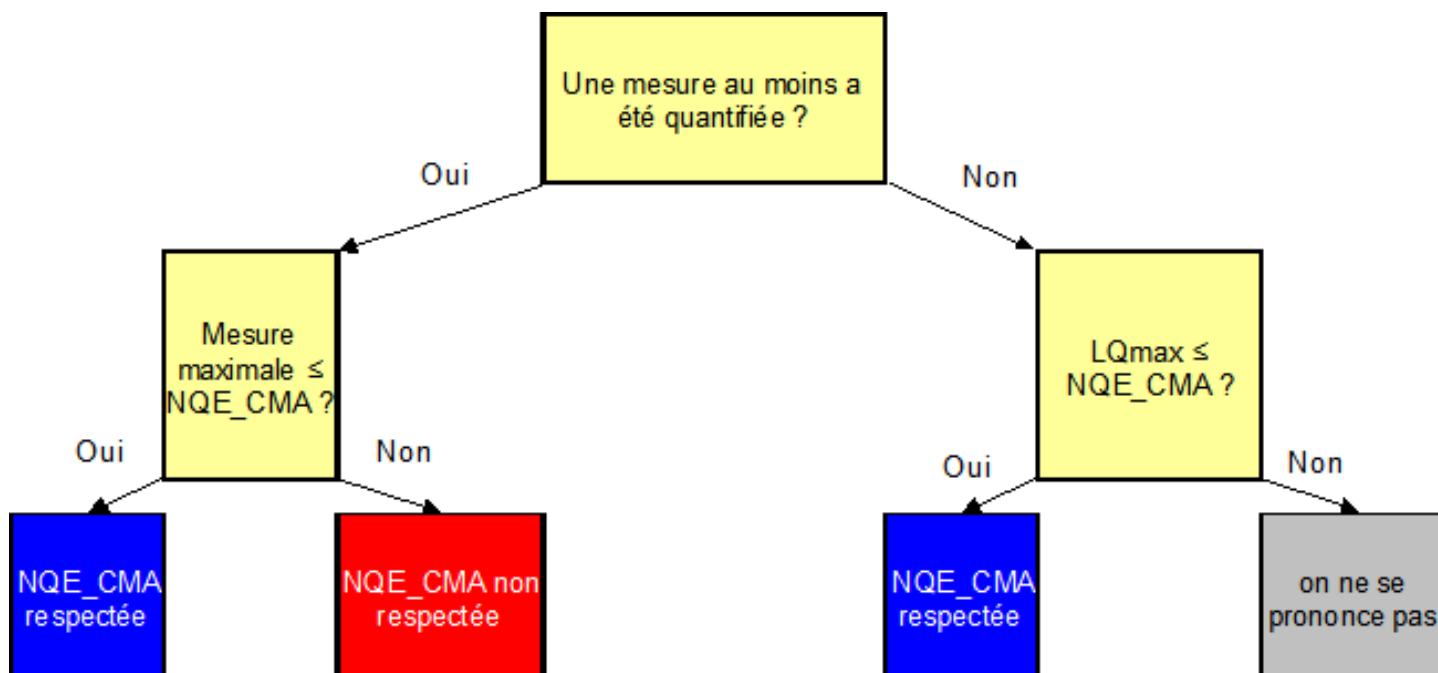 Une mesure au moins a
été quantifiée ?
Oui
Non
Mesure
maximale ≤
NQE_CMA ?
LQmax ≤
NQE_CMA ?
Oui
Non
Oui
Non
NQE_CMA
respectée
NQE_CMA non
respectée
NQE_CMA
respectée
on ne se
prononce pas